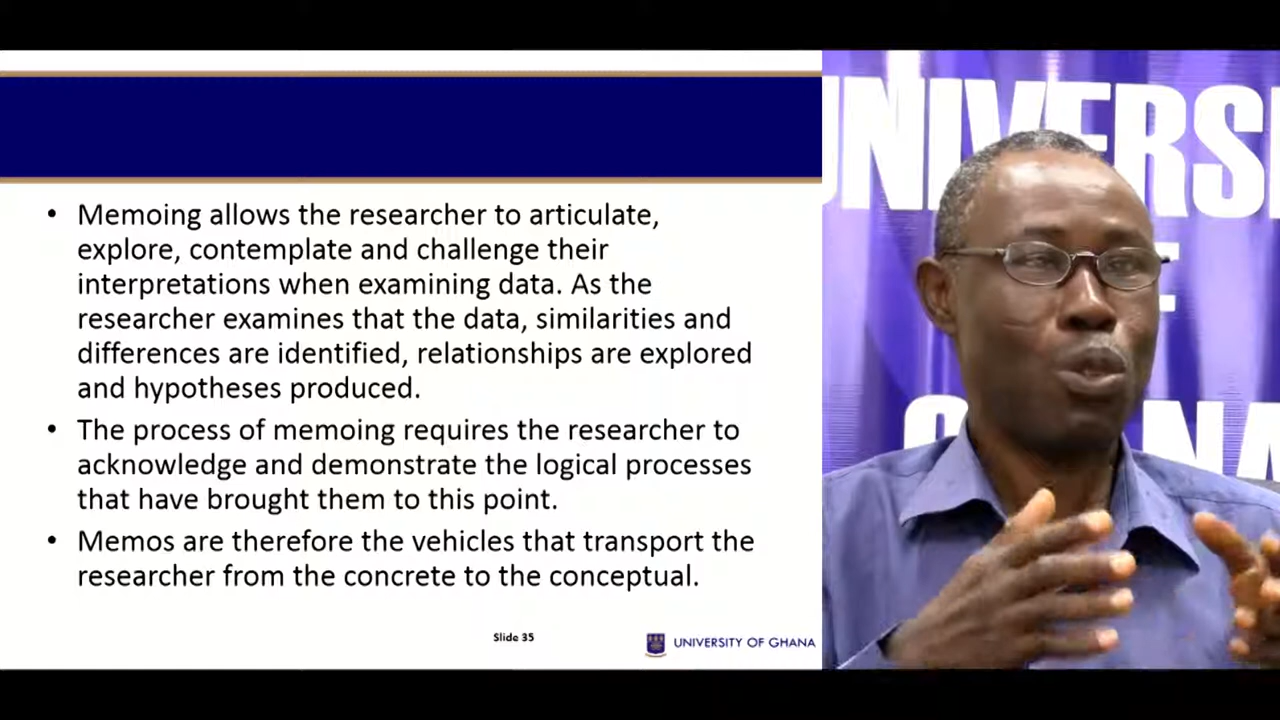 • Memoing allows the researcher to articulate,
explore, contemplate and challenge their
interpretations when examining data. As the
researcher examines that the data, similarities and
differences are identified, relationships are explored
and hypotheses produced.
• The process of memoing requires the researcher to
acknowledge and demonstrate the logical processes
that have brought them to this point.
• Memos are therefore the vehicles that transport the
researcher from the concrete to the conceptual.
Slide 35
UNIVERSITY OF GHANA
UNIVERSI